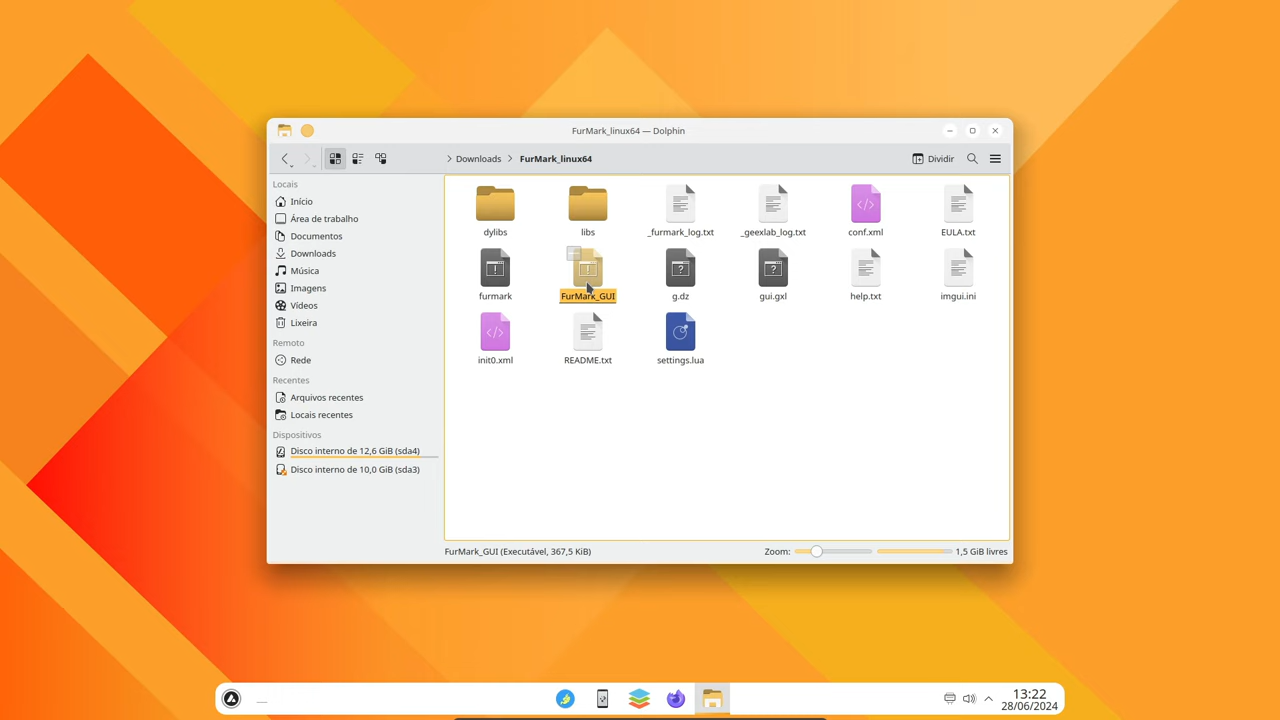 FurMark_linux64 — Dolphin
Downloads FurMark_linux64 Dividir
Locais
Início
Área de trabalho
Documentos
Downloads
Música
Imagens
Vídeos
Lixeira
Remoto
Rede
Recentes
Arquivos recentes
Locais recentes
Dispositivos
Disco interno de 12,6 GiB (sda4)
Disco interno de 10,0 GiB (sda3)
dylibs libs _furmark_log.txt _geexlab_log.txt conf.xml EULA.txt
furmark FurMark_GUI g.dz gui.gxl help.txt imgui.ini
init0.xml README.txt settings.lua
FurMark_GUI (Executável, 367,5 KiB) Zoom: 1,5 GiB livres
13:22
28/06/2024